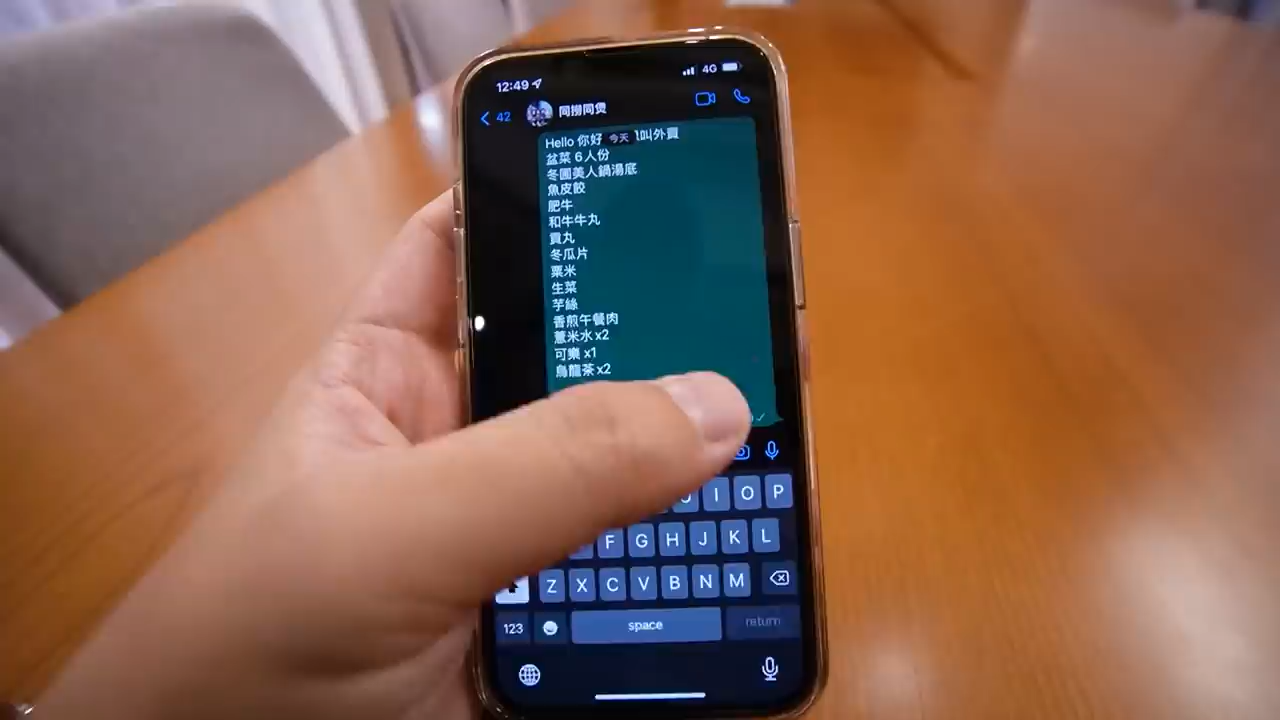 12:49
4G
42
同撈同煲
Hello 你好 今天 叫外賣
盆菜 6人份
冬圃美人鍋湯底
魚皮餃
肥牛
和牛牛丸
貢丸
冬瓜片
粟米
生菜
芋絲
香煎午餐肉
薏米水 x2
可樂 x1
烏龍茶 x2
I O P
F G H J K L
Z X C V B N M
123 space return